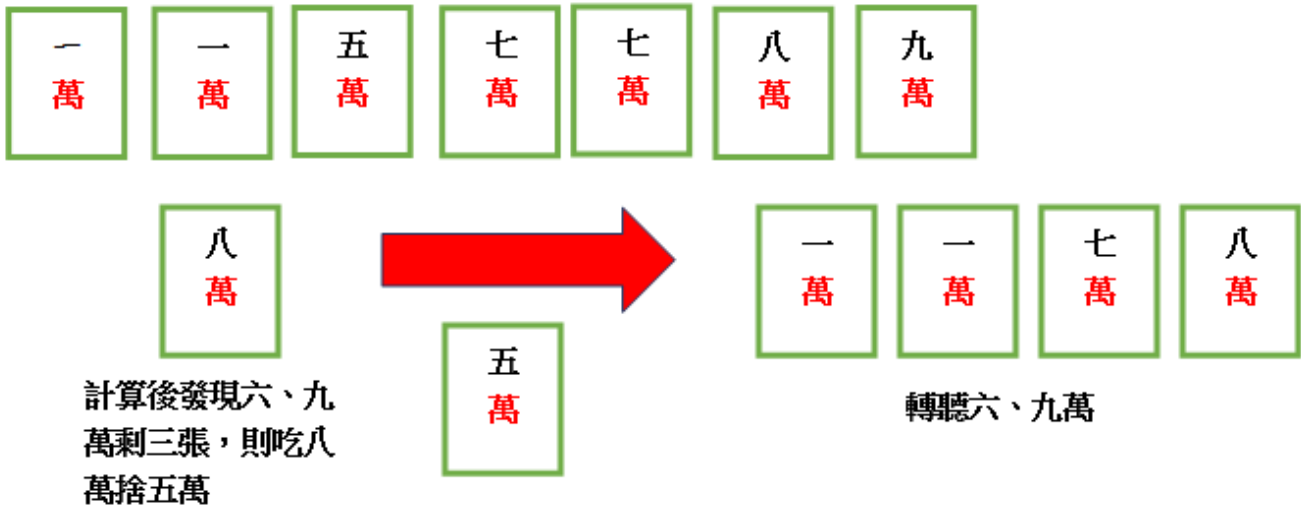 一 一 五 七 七 八 九
萬 萬 萬 萬 萬 萬 萬
八 一 一 七 八
萬 萬 萬 萬 萬
五
萬
計算後發現六、九
萬剩三張，則吃八
萬捨五萬
轉聽六、九萬